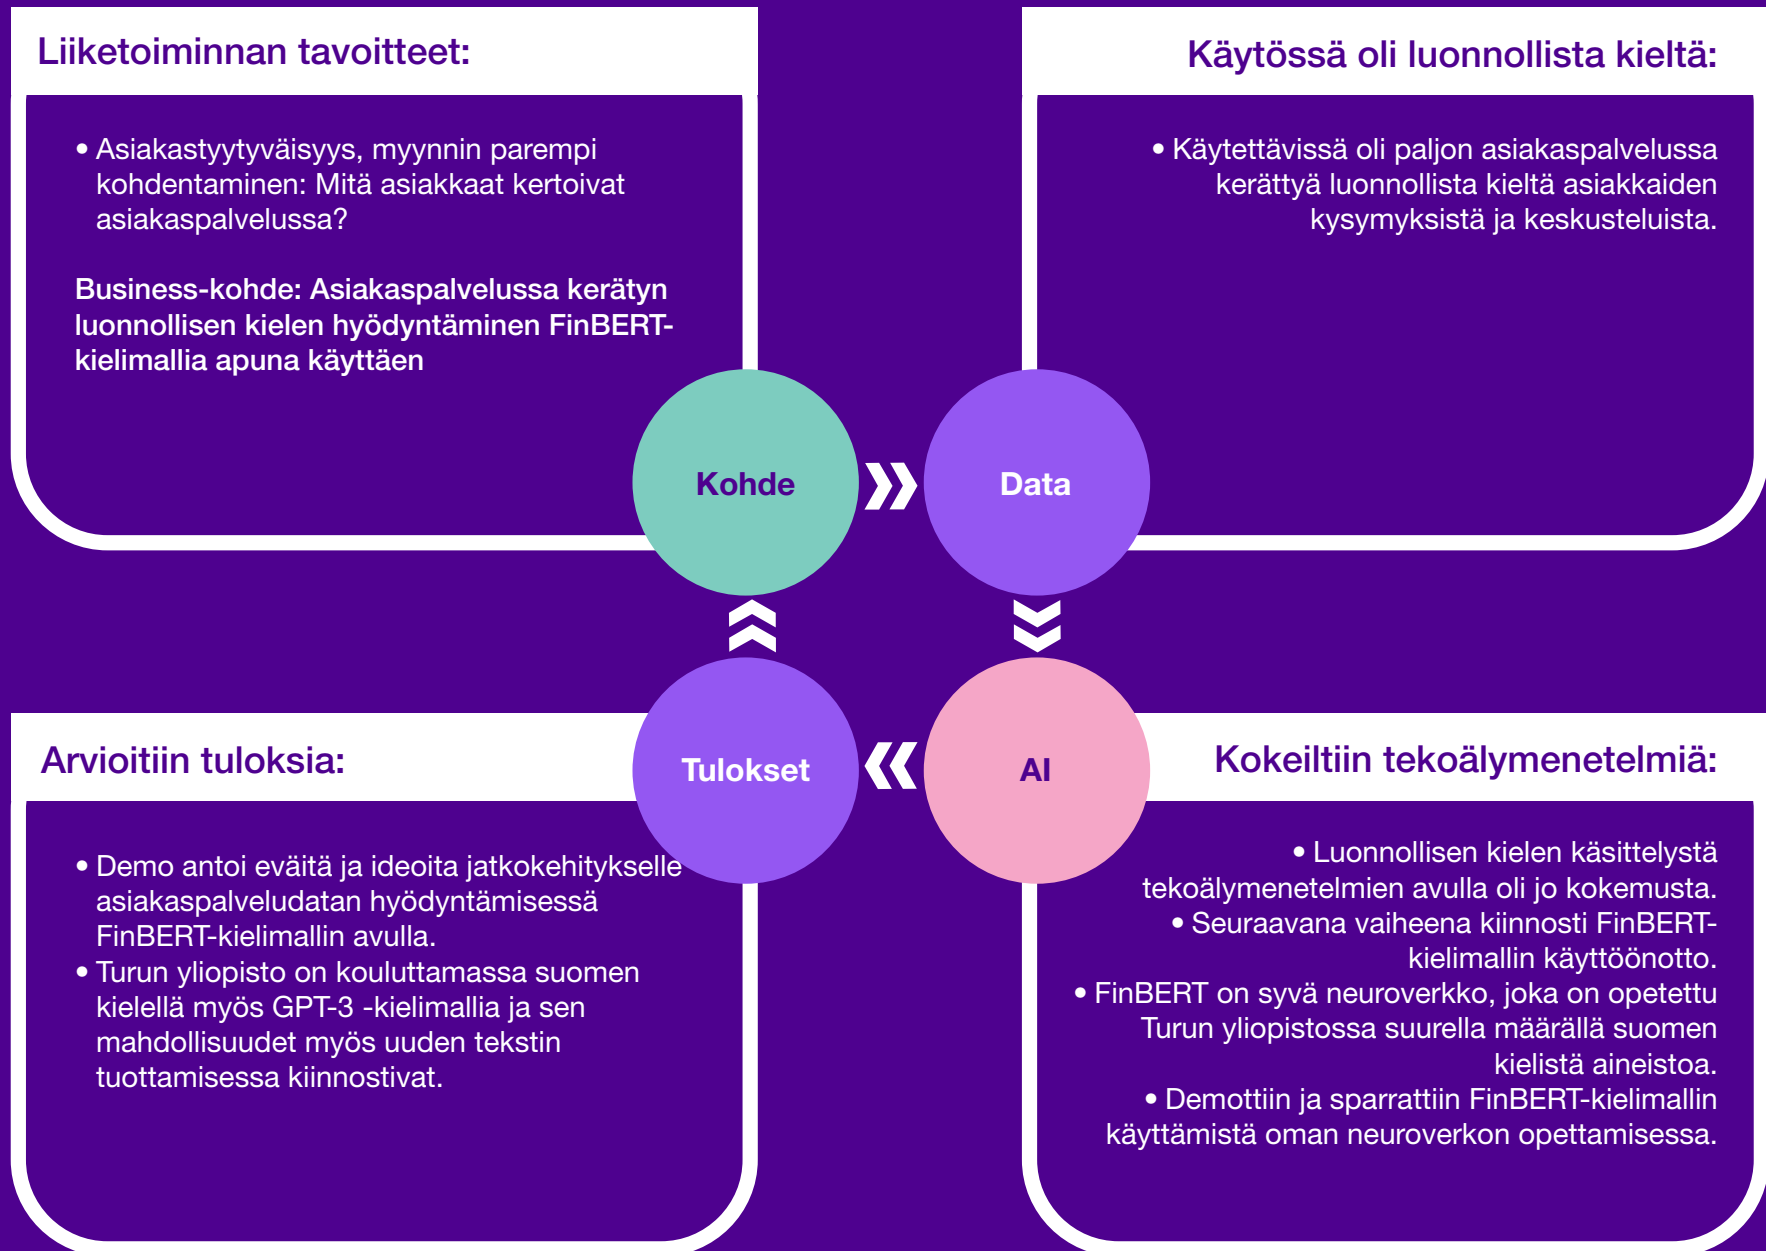 Liiketoiminnan tavoitteet:
• Asiakastyytyväisyys, myynnin parempi
kohdentaminen: Mitä asiakkaat kertoivat
asiakaspalvelussa?
Business-kohde: Asiakaspalvelussa kerätyn
luonnollisen kielen hyödyntäminen FinBERT-
kielimallia apuna käyttäen
Käytössä oli luonnollista kieltä:
• Käytettävissä oli paljon asiakaspalvelussa
kerättyä luonnollista kieltä asiakkaiden
kysymyksistä ja keskusteluista.
Kohde
Data
Tulokset
AI
Arvioitiin tuloksia:
• Demo antoi eväitä ja ideoita jatkokehitykselle
asiakaspalveludatan hyödyntämisessä
FinBERT-kielimallin avulla.
• Turun yliopisto on kouluttamassa suomen
kielellä myös GPT-3 -kielimallia ja sen
mahdollisuudet myös uuden tekstin
tuottamisessa kiinnostivat.
Kokeiltiin tekoälymenetelmiä:
• Luonnollisen kielen käsittelystä
tekoälymenetelmien avulla oli jo kokemusta.
• Seuraavana vaiheena kiinnosti FinBERT-
kielimallin käyttöönotto.
• FinBERT on syvä neuroverkko, joka on opetettu
Turun yliopistossa suurella määrällä suomen
kielistä aineistoa.
• Demottiin ja sparrattiin FinBERT-kielimallin
käyttämistä oman neuroverkon opettamisessa.